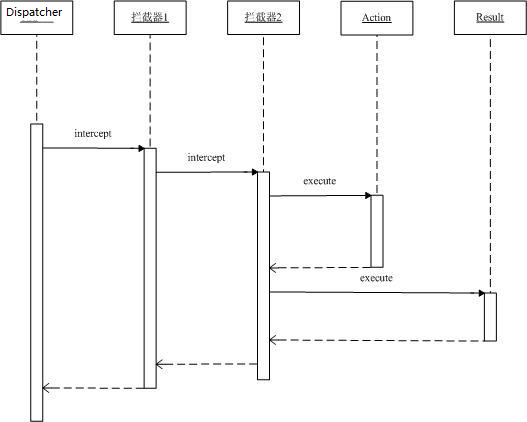 Dispatcher
拦截器1
拦截器2
Action
Result
intercept
intercept
execute
execute